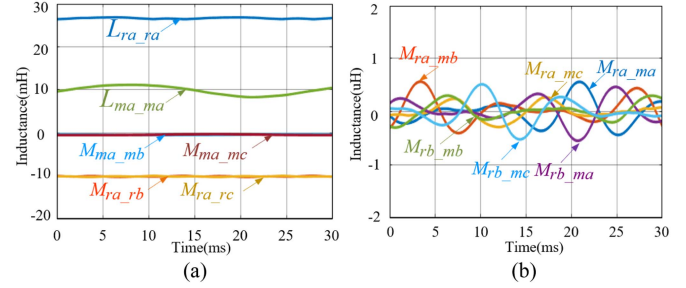 30
20
10
0
-10
-20
Inductance(mH)
L_ra_ra
L_ma_ma
M_ma_mb
M_ma_mc
M_ra_rb
M_ra_rc
0 5 10 15 20 25 30
Time(ms)
(a)
2
1
0
-1
-2
Inductance(uH)
M_ra_mb
M_ra_mc
M_ra_ma
M_rb_mb
M_rb_mc
M_rb_ma
0 5 10 15 20 25 30
Time(ms)
(b)